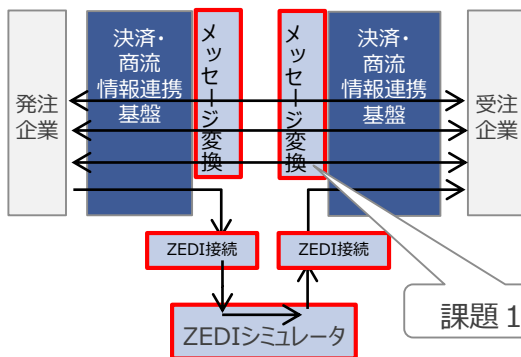 発注
企業
決済・
商流
情報連携
基盤
メッセージ変換
メッセージ変換
決済・
商流
情報連携
基盤
受注
企業
ZEDI接続
ZEDI接続
ZEDIシミュレータ
課題1